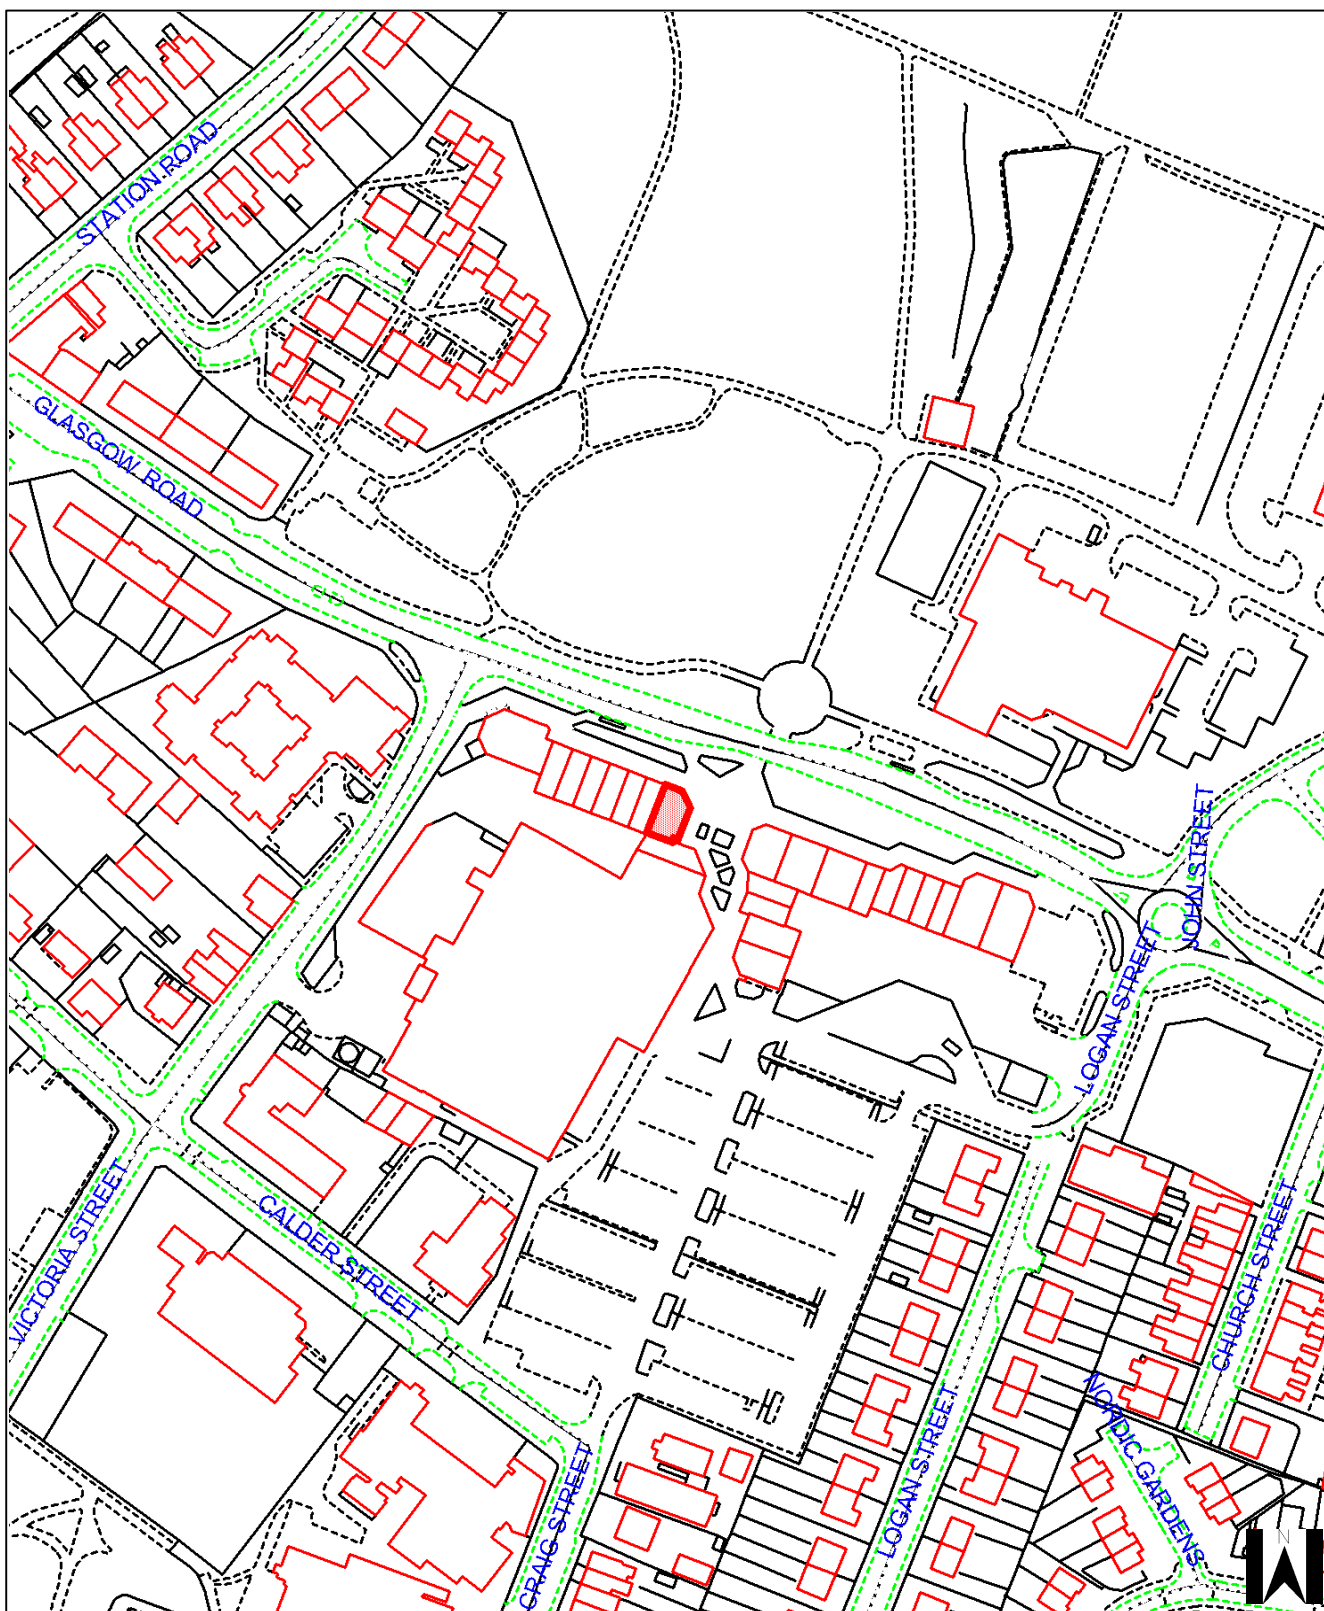 STATION ROAD
GLASGOW ROAD
JOHN STREET
LOGAN STREET
VICTORIA STREET
CALDER STREET
CHURCH STREET
NORDIC GARDENS
LOGAN STREET
CRAIG STREET
N